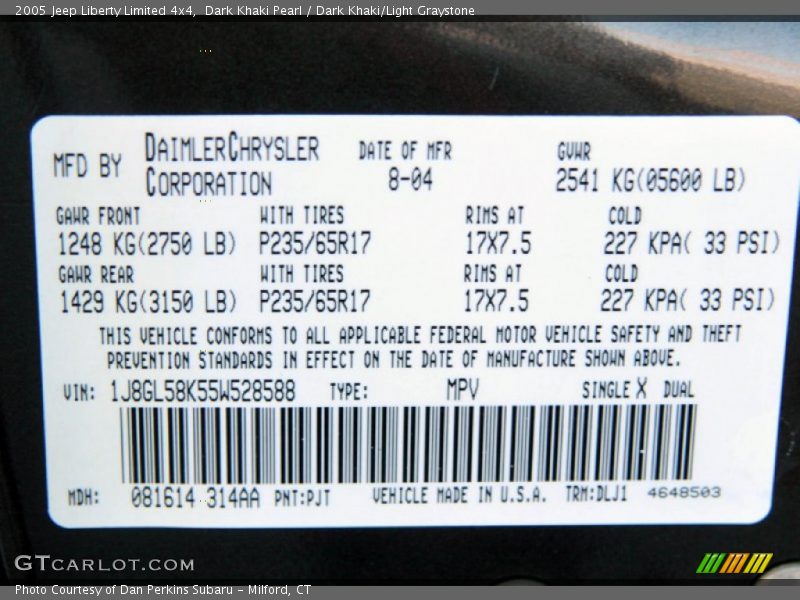 2005 Jeep Liberty Limited 4x4,  Dark Khaki Pearl / Dark Khaki/Light Graystone
MFD BY DAIMLERCHRYSLER CORPORATION DATE OF MFR 8-04 GVWR 2541 KG(05600 LB)
GAWR FRONT WITH TIRES RIMS AT COLD
1248 KG(2750 LB) P235/65R17 17X7.5 227 KPA( 33 PSI)
GAWR REAR WITH TIRES RIMS AT COLD
1429 KG(3150 LB) P235/65R17 17X7.5 227 KPA( 33 PSI)
THIS VEHICLE CONFORMS TO ALL APPLICABLE FEDERAL MOTOR VEHICLE SAFETY AND THEFT
PREVENTION STANDARDS IN EFFECT ON THE DATE OF MANUFACTURE SHOWN ABOVE.
VIN: 1J8GL58K55W528588 TYPE: MPV SINGLE X DUAL
MDH: 081614 314AA PNT:PJT VEHICLE MADE IN U.S.A. TRM:DLJ1 4648503
GTCARLOT.COM
Photo Courtesy of Dan Perkins Subaru - Milford, CT